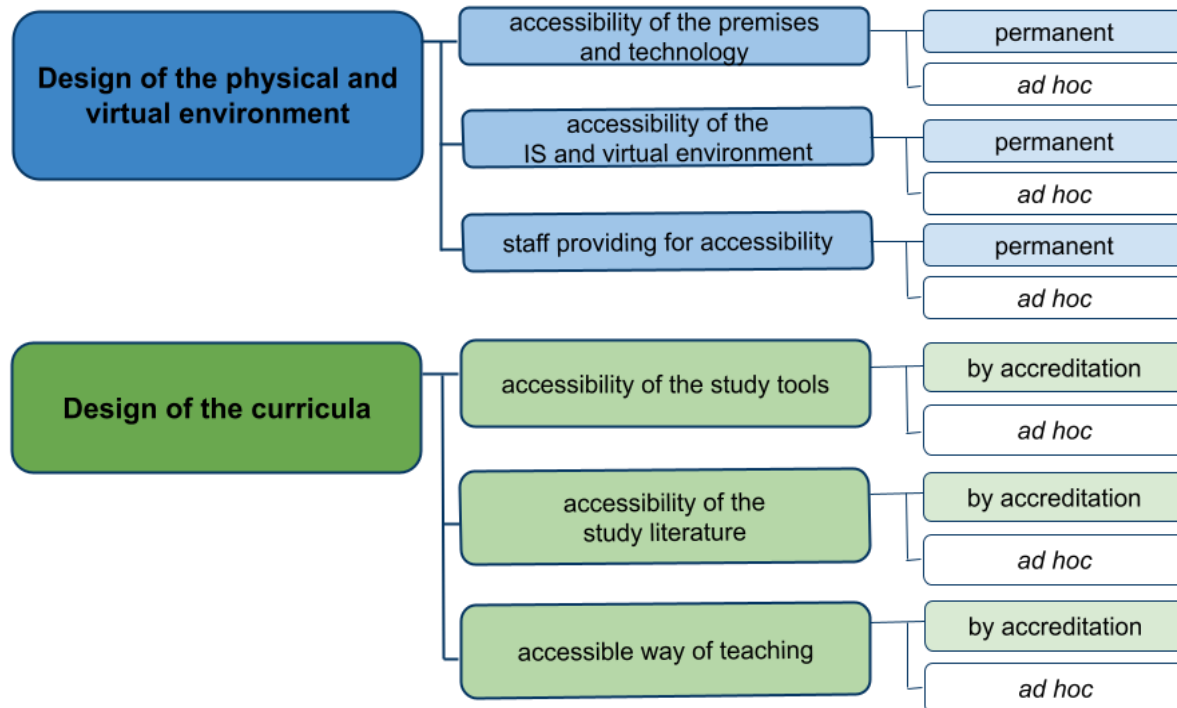 Design of the physical and
virtual environment
accessibility of the premises
and technology
permanent
ad hoc
accessibility of the
IS and virtual environment
permanent
ad hoc
staff providing for accessibility
permanent
ad hoc
Design of the curricula
accessibility of the study tools
by accreditation
ad hoc
accessibility of the
study literature
by accreditation
ad hoc
accessible way of teaching
by accreditation
ad hoc